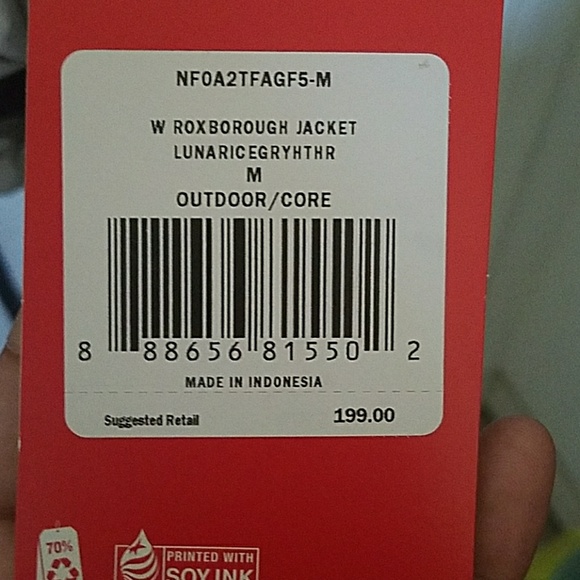 NF0A2TFAGF5-M
W ROXBOROUGH JACKET
LUNARICEGRYHTHR
M
OUTDOOR/CORE
8 88656 81550 2
MADE IN INDONESIA
Suggested Retail 199.00
70%
PRINTED WITH
SOY INK